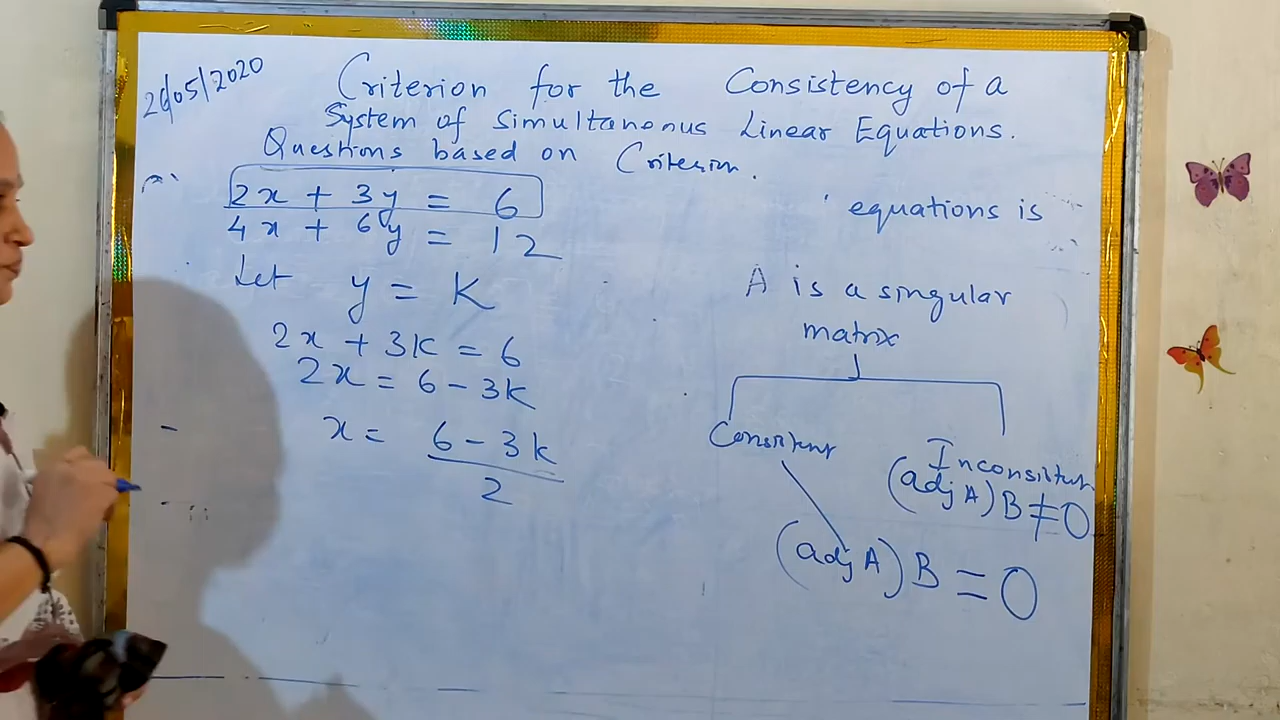 26/05/2020
Criterion for the Consistency of a
System of Simultanonus Linear Equations.
Questions based on Criterion.
2x + 3y = 6
4x + 6y = 12
Let y = K
2x + 3K = 6
2x = 6 - 3K
x = 6 - 3k
2
equations is
A is a singular
matrix
Consistent
Inconsistent
(adj A) B ≠ 0
(adj A) B = 0